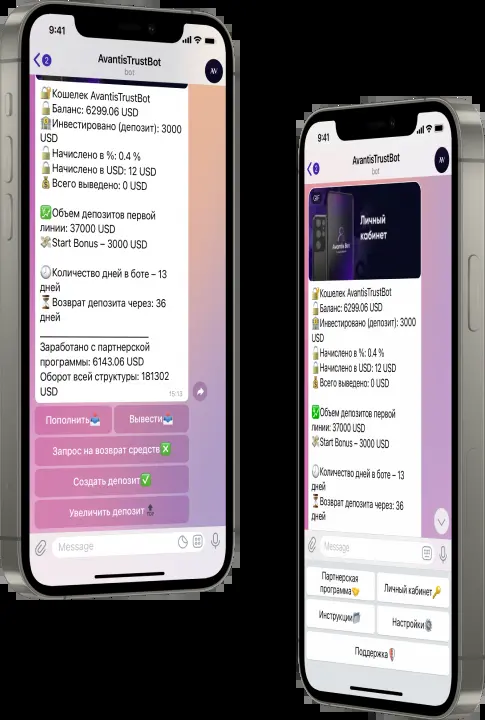 9:41
2
AvantisTrustBot
bot
AV
🔐Кошелек AvantisTrustBot
🔒Баланс: 6299.06 USD
🏦Инвестировано (депозит): 3000
USD
🔒Начислено в %: 0.4 %
🔒Начислено в USD: 12 USD
💰Всего выведено: 0 USD
💹Объем депозитов первой
линии: 37000 USD
💸Start Bonus – 3000 USD
🕗Количество дней в боте – 13
дней
⏳Возврат депозита через: 36
дней
Заработано с партнерской
программы: 6143.06 USD
Оборот всей структуры: 181302
USD
15:13
Пополнить📥 Вывести📤
Запрос на возврат средств❎
Создать депозит✅
Увеличить депозит
Message
9:41
2
AvantisTrustBot
bot
AV
GIF
Личный
кабинет
Avantis Bot
🔐Кошелек AvantisTrustBot
🔒Баланс: 6299.06 USD
🏦Инвестировано (депозит): 3000
USD
🔒Начислено в %: 0.4 %
🔒Начислено в USD: 12 USD
💰Всего выведено: 0 USD
💹Объем депозитов первой
линии: 37000 USD
💸Start Bonus – 3000 USD
🕗Количество дней в боте – 13
дней
⏳Возврат депозита через: 36
дней
Message
Партнерская
программа🤝 Личный кабинет🔑
Инструкции🗂 Настройки⚙️
Поддержка